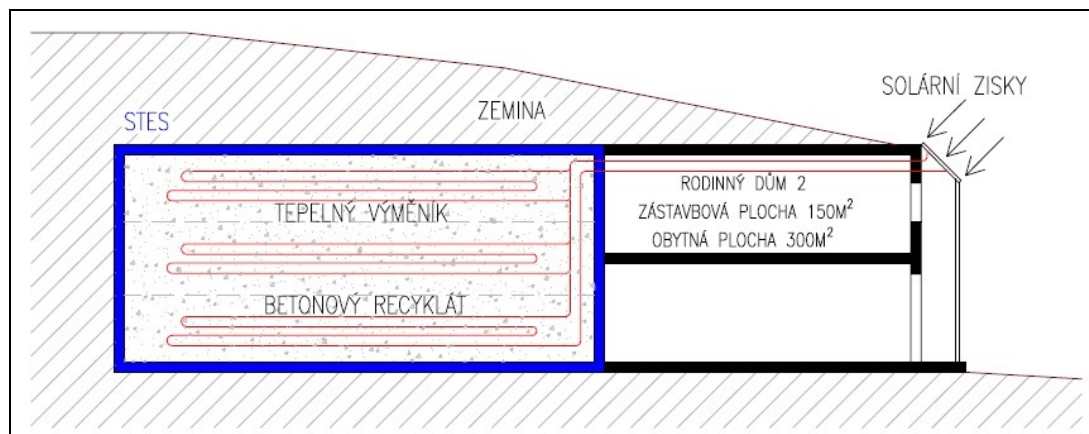 SOLÁRNÍ ZISKY
ZEMINA
STES
RODINNÝ DŮM 2
ZÁSTAVBOVÁ PLOCHA 150M²
OBYTNÁ PLOCHA 300M²
TEPELNÝ VÝMĚNÍK
BETONOVÝ RECYKLÁT